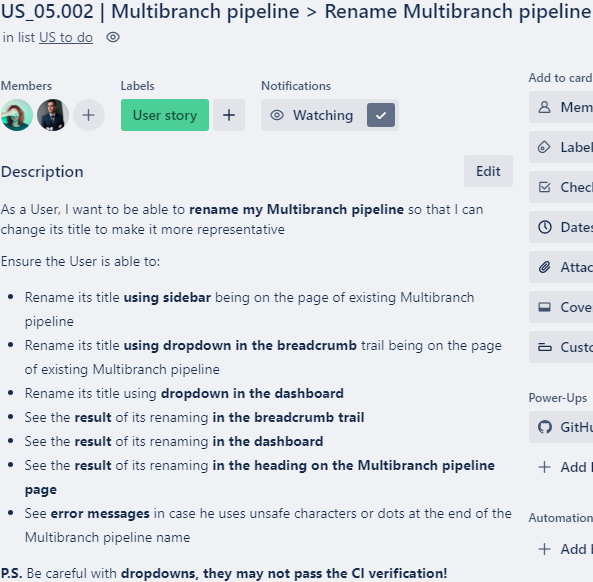 US_05.002 | Multibranch pipeline > Rename Multibranch pipeline
in list US to do
Members
Labels
Notifications
User story
Watching
Description
Edit
As a User, I want to be able to rename my Multibranch pipeline so that I can
change its title to make it more representative
Ensure the User is able to:
• Rename its title using sidebar being on the page of existing Multibranch
pipeline
• Rename its title using dropdown in the breadcrumb trail being on the page
of existing Multibranch pipeline
• Rename its title using dropdown in the dashboard
• See the result of its renaming in the breadcrumb trail
• See the result of its renaming in the dashboard
• See the result of its renaming in the heading on the Multibranch pipeline
page
• See error messages in case he uses unsafe characters or dots at the end of the
Multibranch pipeline name
P.S. Be careful with dropdowns, they may not pass the CI verification!
Add to card
Mem
Label
Chec
Dates
Attac
Cove
Custo
Power-Ups
GitHu
Add
Automation
Add